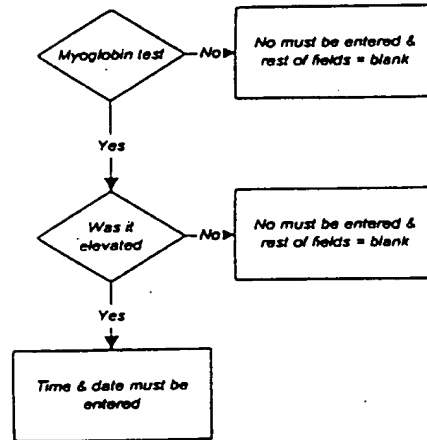 Myoglobin test
No
No must be entered &
rest of fields = blank
Yes
Was it
elevated
No
No must be entered &
rest of fields = blank
Yes
Time & date must be
entered